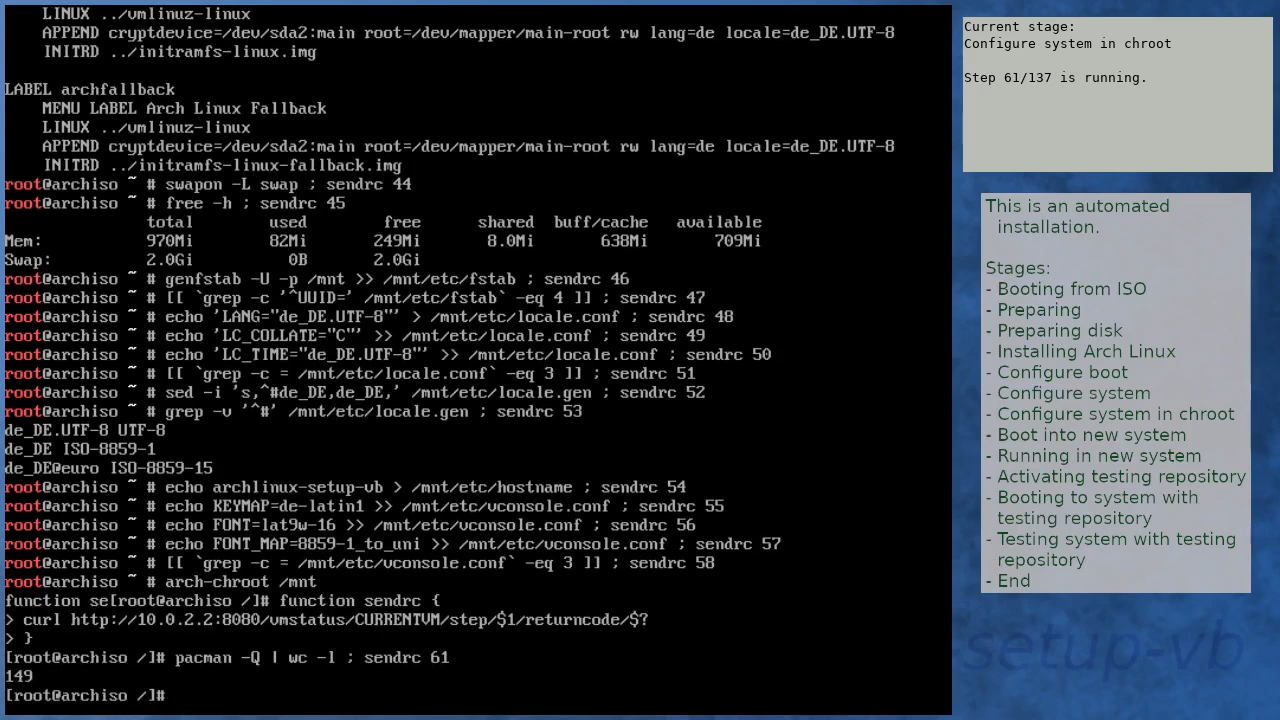 LINUX ../vmlinuz-linux
APPEND cryptdevice=/dev/sda2:main root=/dev/mapper/main-root rw lang=de locale=de_DE.UTF-8
INITRD ../initramfs-linux.img
LABEL archfallback
MENU LABEL Arch Linux Fallback
LINUX ../vmlinuz-linux
APPEND cryptdevice=/dev/sda2:main root=/dev/mapper/main-root rw lang=de locale=de_DE.UTF-8
INITRD ../initramfs-linux-fallback.img
root@archiso ~ # swapon -L swap ; sendrc 44
root@archiso ~ # free -h ; sendrc 45
total used free shared buff/cache available
Mem: 970Mi 82Mi 249Mi 8.0Mi 638Mi 709Mi
Swap: 2.0Gi 0B 2.0Gi
root@archiso ~ # genfstab -U -p /mnt >> /mnt/etc/fstab ; sendrc 46
root@archiso ~ # [[ `grep -c '^UUID=' /mnt/etc/fstab` -eq 4 ]] ; sendrc 47
root@archiso ~ # echo 'LANG="de_DE.UTF-8"' > /mnt/etc/locale.conf ; sendrc 48
root@archiso ~ # echo 'LC_COLLATE="C"' >> /mnt/etc/locale.conf ; sendrc 49
root@archiso ~ # echo 'LC_TIME="de_DE.UTF-8"' >> /mnt/etc/locale.conf ; sendrc 50
root@archiso ~ # [[ `grep -c = /mnt/etc/locale.conf` -eq 3 ]] ; sendrc 51
root@archiso ~ # sed -i 's,^#de_DE,de_DE,' /mnt/etc/locale.gen ; sendrc 52
root@archiso ~ # grep -v '^#' /mnt/etc/locale.gen ; sendrc 53
de_DE.UTF-8 UTF-8
de_DE ISO-8859-1
de_DE@euro ISO-8859-15
root@archiso ~ # echo archlinux-setup-vb > /mnt/etc/hostname ; sendrc 54
root@archiso ~ # echo KEYMAP=de-latin1 >> /mnt/etc/vconsole.conf ; sendrc 55
root@archiso ~ # echo FONT=lat9w-16 >> /mnt/etc/vconsole.conf ; sendrc 56
root@archiso ~ # echo FONT_MAP=8859-1_to_uni >> /mnt/etc/vconsole.conf ; sendrc 57
root@archiso ~ # [[ `grep -c = /mnt/etc/vconsole.conf` -eq 3 ]] ; sendrc 58
root@archiso ~ # arch-chroot /mnt
function se[root@archiso /]# function sendrc {
> curl http://10.0.2.2:8080/vmstatus/CURRENTVM/step/$1/returncode/$?
> }
[root@archiso /]# pacman -Q | wc -l ; sendrc 61
149
[root@archiso /]#
Current stage:
Configure system in chroot
Step 61/137 is running.
This is an automated
installation.
Stages:
- Booting from ISO
- Preparing
- Preparing disk
- Installing Arch Linux
- Configure boot
- Configure system
- Configure system in chroot
- Boot into new system
- Running in new system
- Activating testing repository
- Booting to system with
testing repository
- Testing system with testing
repository
- End
setup-vb